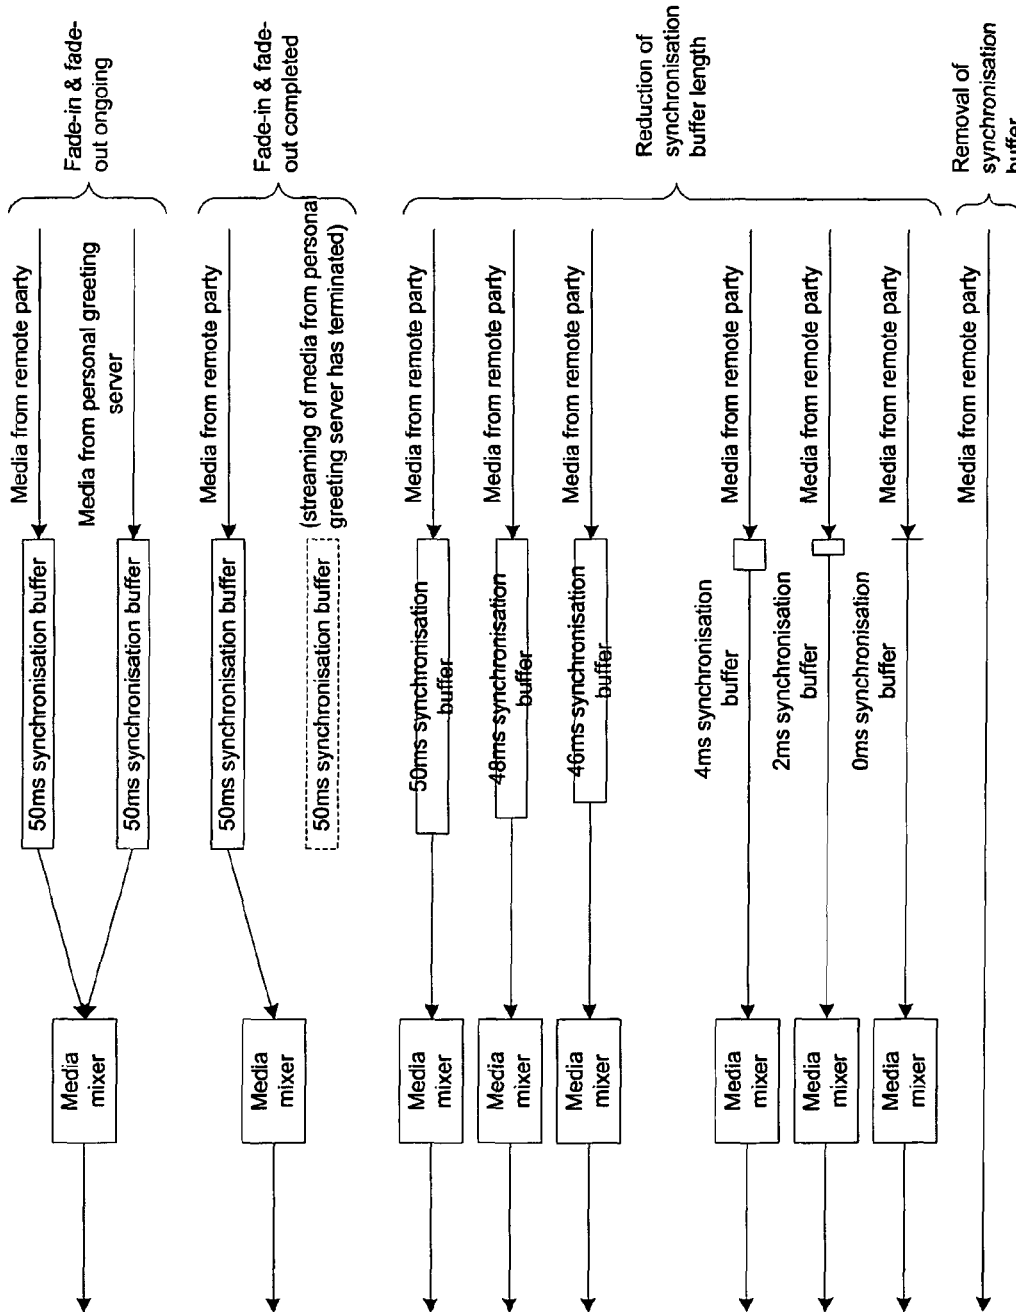 Media from remote party
50ms synchronisation buffer
Media
mixer
Fade-in & fade-
out ongoing
Media from personal greeting
server
50ms synchronisation buffer
Media from remote party
50ms synchronisation buffer
Media
mixer
Fade-in & fade-
out completed
50ms synchronisation buffer
(streaming of media from personal
greeting server has terminated)
Media
mixer
50ms synchronisation
buffer
Media from remote party
Media
mixer
48ms synchronisation
buffer
Media from remote party
Media
mixer
46ms synchronisation
buffer
Media from remote party
Reduction of
synchronisation
buffer length
Media
mixer
4ms synchronisation
buffer
Media from remote party
Media
mixer
2ms synchronisation
buffer
Media from remote party
Media
mixer
0ms synchronisation
buffer
Media from remote party
Media from remote party
Removal of
synchronisation
buffer